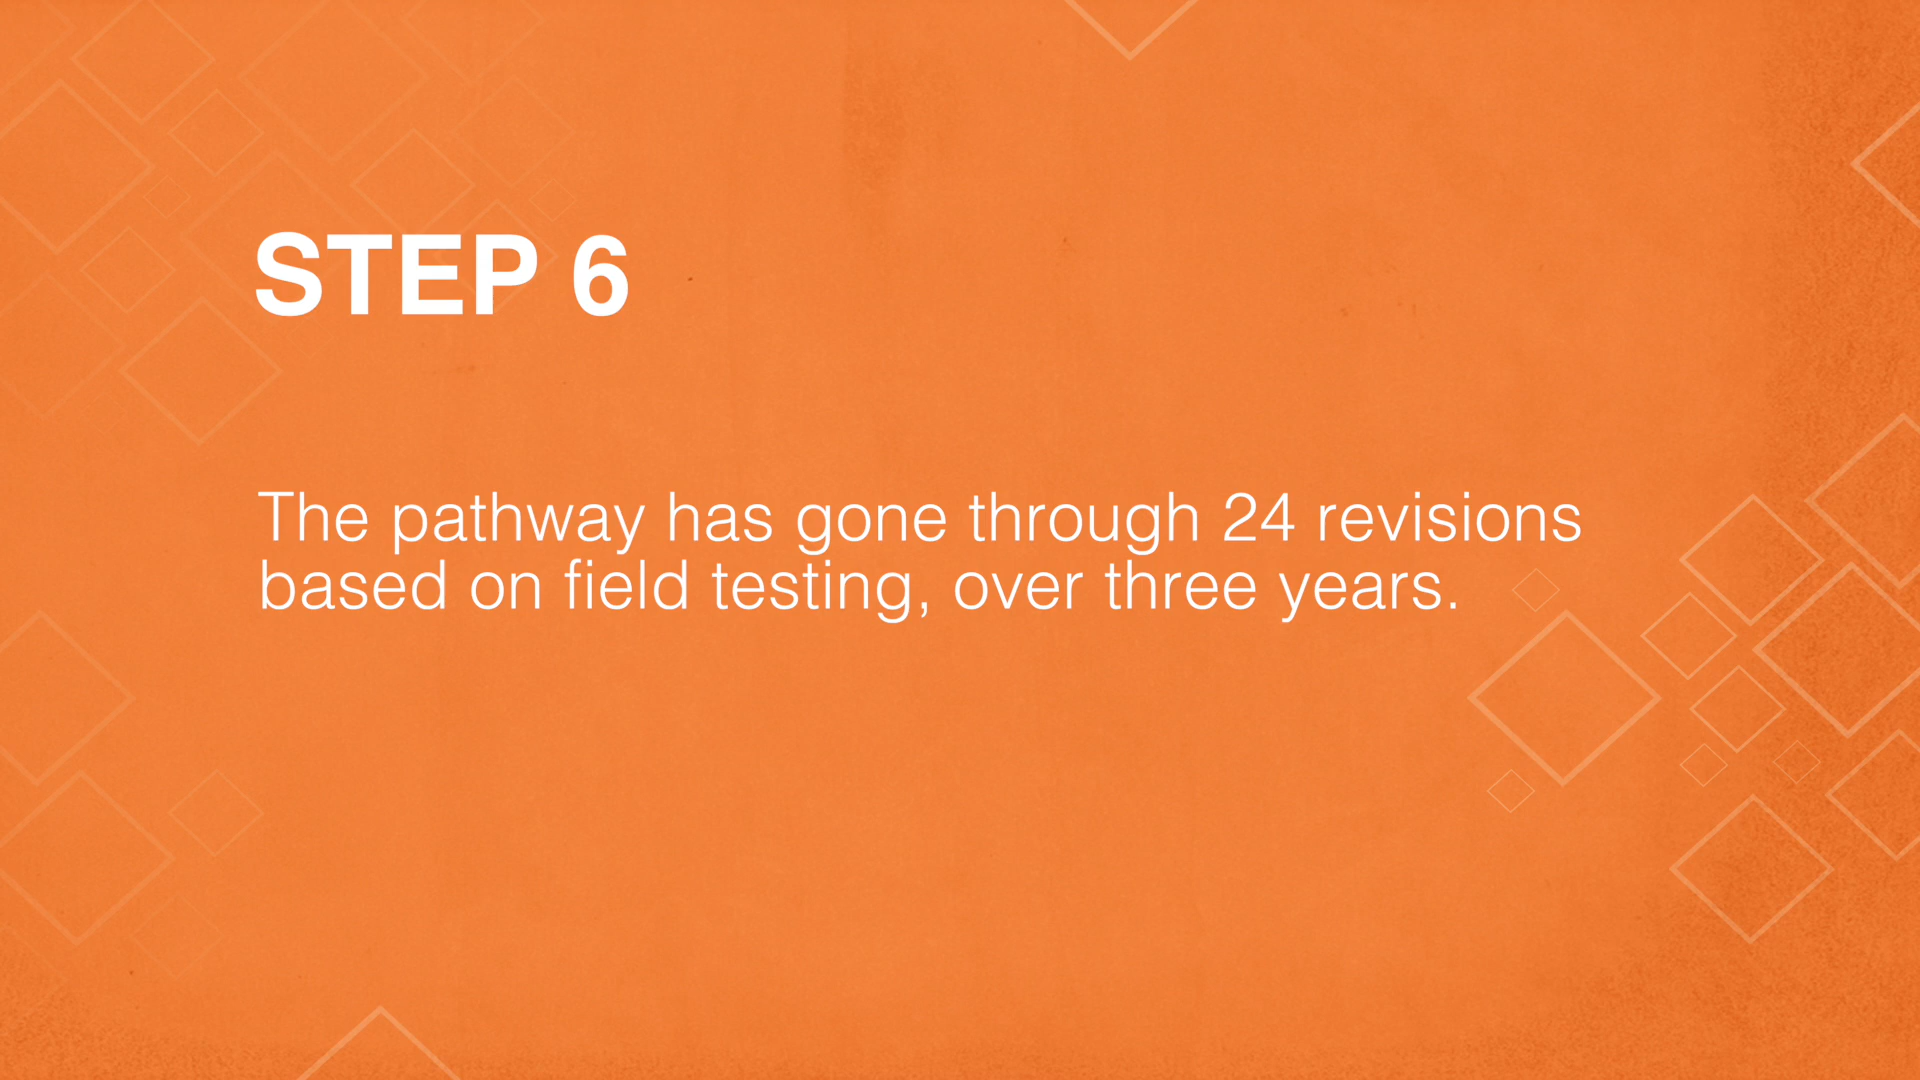 STEP 6
The pathway has gone through 24 revisions
based on field testing, over three years.